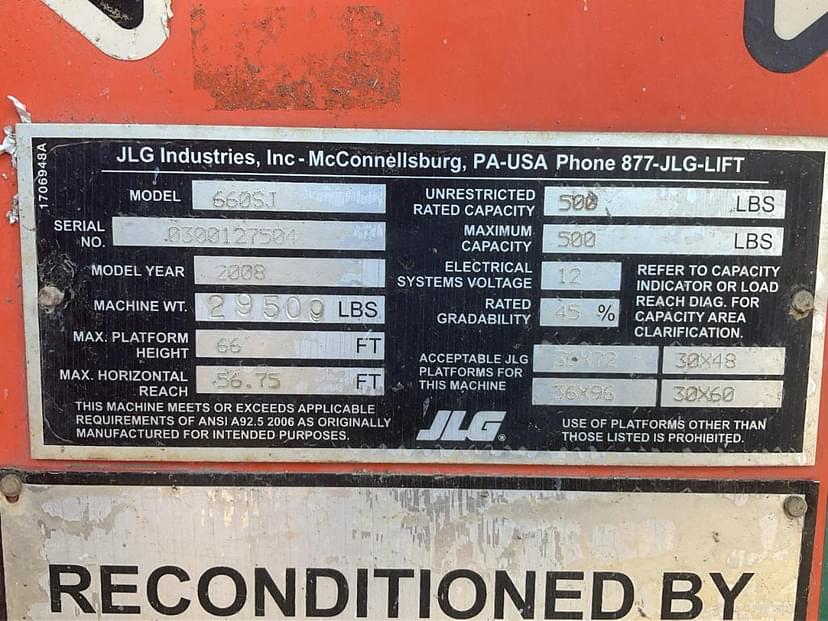 JLG Industries, Inc - McConnellsburg, PA-USA Phone 877-JLG-LIFT
1706948A
MODEL 660SJ
SERIAL NO. 0300127504
MODEL YEAR 2008
MACHINE WT. 29500 LBS
MAX. PLATFORM HEIGHT 66 FT
MAX. HORIZONTAL REACH 56.75 FT
THIS MACHINE MEETS OR EXCEEDS APPLICABLE
REQUIREMENTS OF ANSI A92.5 2006 AS ORIGINALLY
MANUFACTURED FOR INTENDED PURPOSES.
UNRESTRICTED RATED CAPACITY 500 LBS
MAXIMUM CAPACITY 500 LBS
ELECTRICAL SYSTEMS VOLTAGE 12
RATED GRADABILITY 45 %
REFER TO CAPACITY
INDICATOR OR LOAD
REACH DIAG. FOR
CAPACITY AREA
CLARIFICATION.
ACCEPTABLE JLG
PLATFORMS FOR
THIS MACHINE
36X72 30X48
36X96 30X60
JLG®
USE OF PLATFORMS OTHER THAN
THOSE LISTED IS PROHIBITED.
RECONDITIONED BY